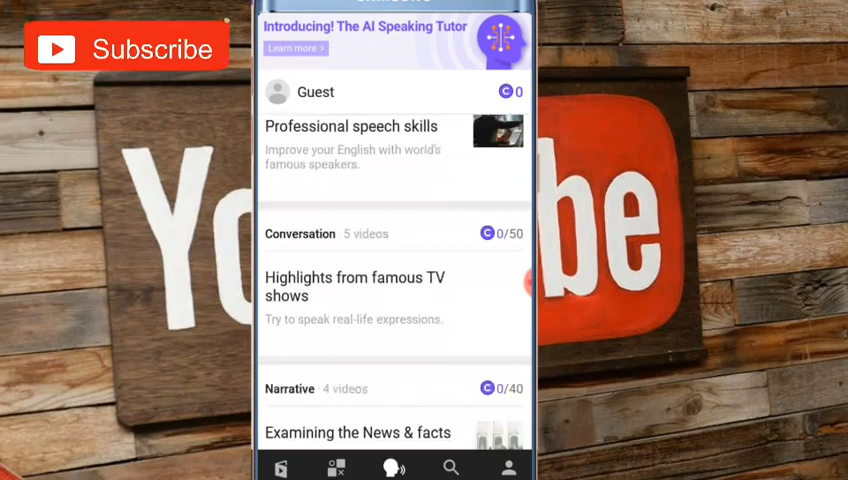 Subscribe
Introducing! The AI Speaking Tutor
Learn more >
Guest
C 0
Professional speech skills
Improve your English with world's
famous speakers.
Conversation · 5 videos
C 0/50
Highlights from famous TV
shows
Try to speak real-life expressions.
Narrative · 4 videos
C 0/40
Examining the News & facts
Yo
be